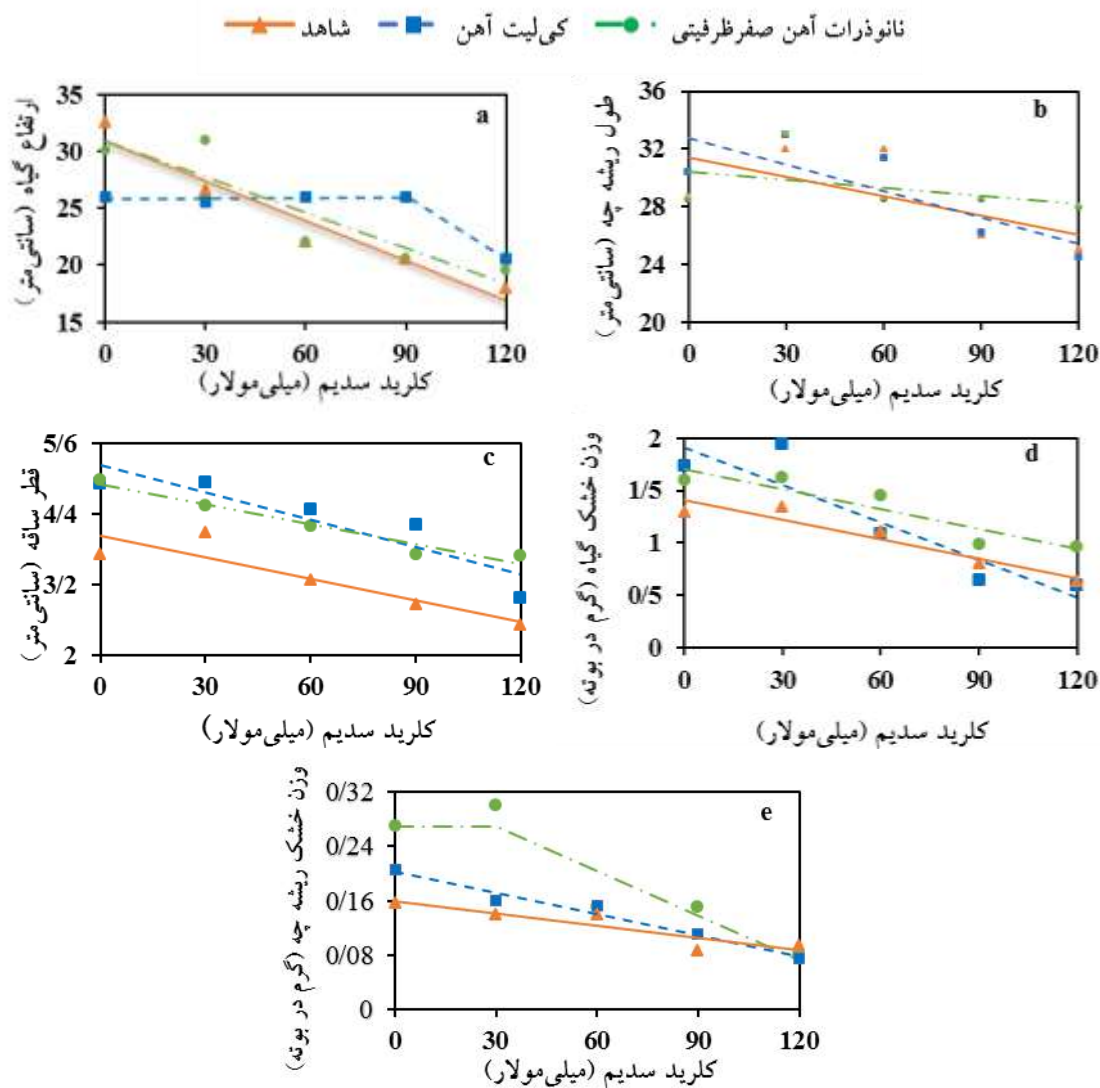 شاهد
کی‌لیت آهن
نانوذرات آهن صفرظرفیتی
a
ارتفاع گیاه (سانتی‌متر)
35
30
25
20
15
0 30 60 90 120
کلرید سدیم (میلی‌مولار)
b
طول ریشه چه (سانتی‌متر)
36
32
28
24
20
0 30 60 90 120
کلرید سدیم (میلی‌مولار)
c
قطر ساقه (سانتی‌متر)
5/6
4/4
3/2
2
0 30 60 90 120
کلرید سدیم (میلی‌مولار)
d
وزن خشک گیاه (گرم در بوته)
2
1/5
1
0/5
0
0 30 60 90 120
کلرید سدیم (میلی‌مولار)
e
وزن خشک ریشه چه (گرم در بوته)
0/32
0/24
0/16
0/08
0
0 30 60 90 120
کلرید سدیم (میلی‌مولار)